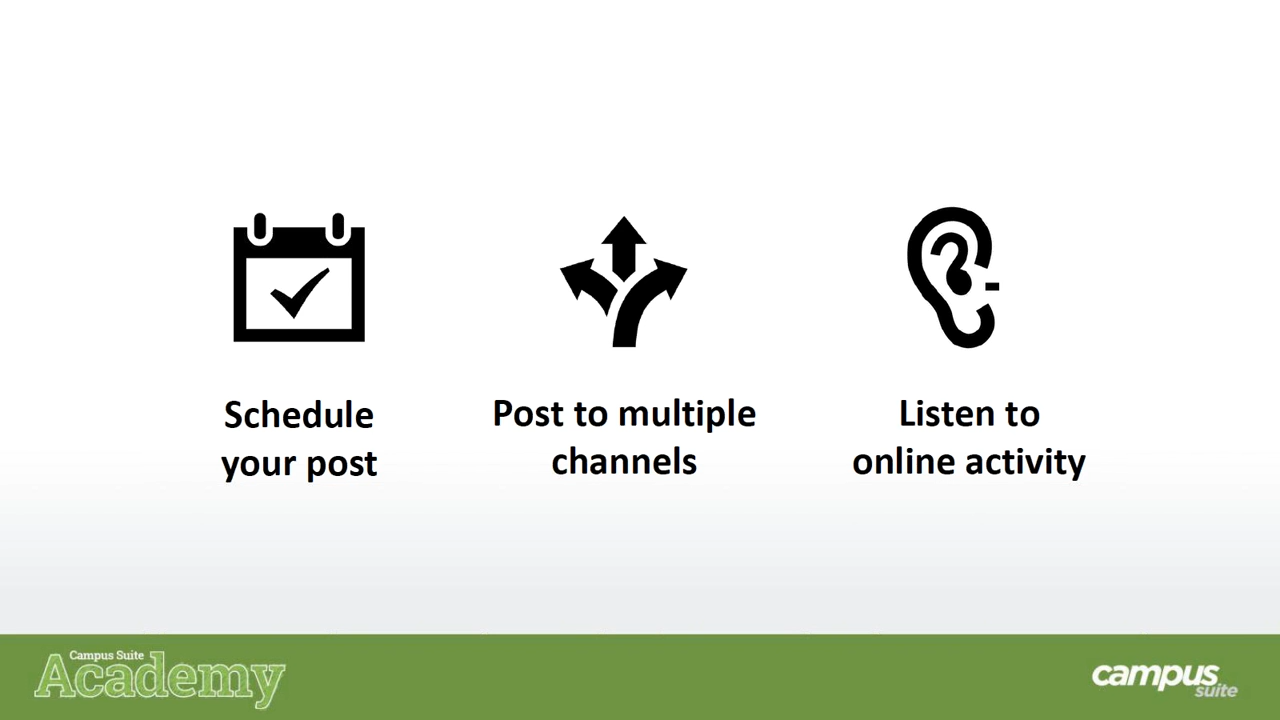 Schedule
your post
Post to multiple
channels
Listen to
online activity
Campus Suite
Academy
campus
suite